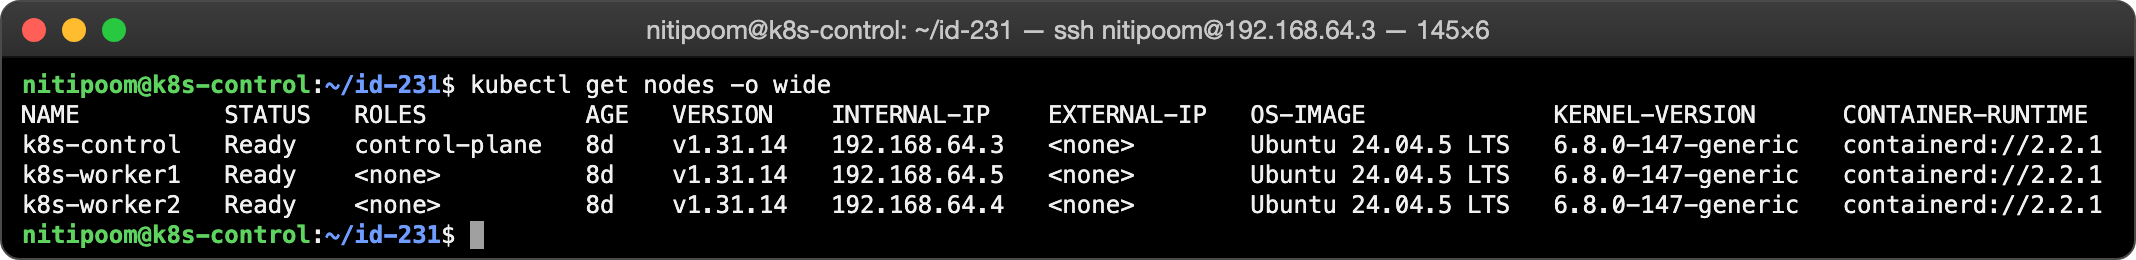 nitipoom@k8s-control: ~/id-231 — ssh nitipoom@192.168.64.3 — 145×6
nitipoom@k8s-control:~/id-231$ kubectl get nodes -o wide
NAME          STATUS   ROLES           AGE   VERSION    INTERNAL-IP    EXTERNAL-IP   OS-IMAGE             KERNEL-VERSION      CONTAINER-RUNTIME
k8s-control   Ready    control-plane   8d    v1.31.14   192.168.64.3   <none>        Ubuntu 24.04.5 LTS   6.8.0-147-generic   containerd://2.2.1
k8s-worker1   Ready    <none>          8d    v1.31.14   192.168.64.5   <none>        Ubuntu 24.04.5 LTS   6.8.0-147-generic   containerd://2.2.1
k8s-worker2   Ready    <none>          8d    v1.31.14   192.168.64.4   <none>        Ubuntu 24.04.5 LTS   6.8.0-147-generic   containerd://2.2.1
nitipoom@k8s-control:~/id-231$